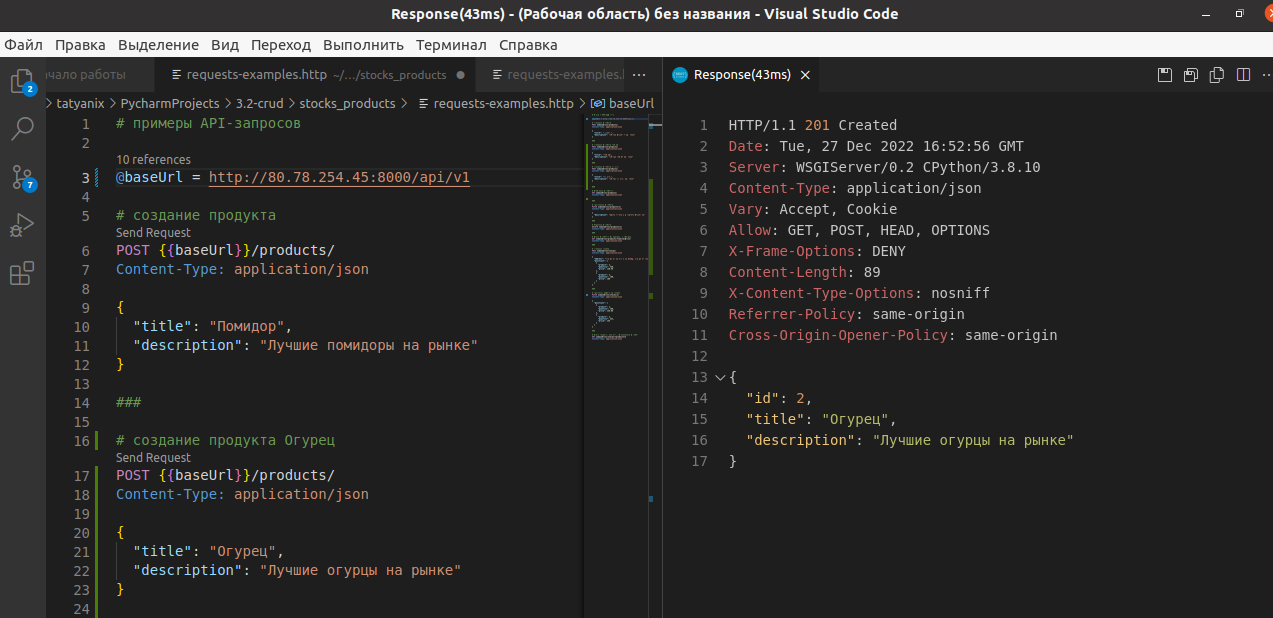 Response(43ms) - (Рабочая область) без названия - Visual Studio Code
Файл Правка Выделение Вид Переход Выполнить Терминал Справка
чало работы
requests-examples.http ~/.../stocks_products
requests-examples.
tatyanix > PycharmProjects > 3.2-crud > stocks_products > requests-examples.http > baseUrl
2
7
1 # примеры API-запросов
2
10 references
3 @baseUrl = http://80.78.254.45:8000/api/v1
4
5 # создание продукта
Send Request
6 POST {{baseUrl}}/products/
7 Content-Type: application/json
8
9 {
10 "title": "Помидор",
11 "description": "Лучшие помидоры на рынке"
12 }
13
14 ###
15
16 # создание продукта Огурец
Send Request
17 POST {{baseUrl}}/products/
18 Content-Type: application/json
19
20 {
21 "title": "Огурец",
22 "description": "Лучшие огурцы на рынке"
23 }
24
Response(43ms)
1 HTTP/1.1 201 Created
2 Date: Tue, 27 Dec 2022 16:52:56 GMT
3 Server: WSGIServer/0.2 CPython/3.8.10
4 Content-Type: application/json
5 Vary: Accept, Cookie
6 Allow: GET, POST, HEAD, OPTIONS
7 X-Frame-Options: DENY
8 Content-Length: 89
9 X-Content-Type-Options: nosniff
10 Referrer-Policy: same-origin
11 Cross-Origin-Opener-Policy: same-origin
12
13 {
14 "id": 2,
15 "title": "Огурец",
16 "description": "Лучшие огурцы на рынке"
17 }